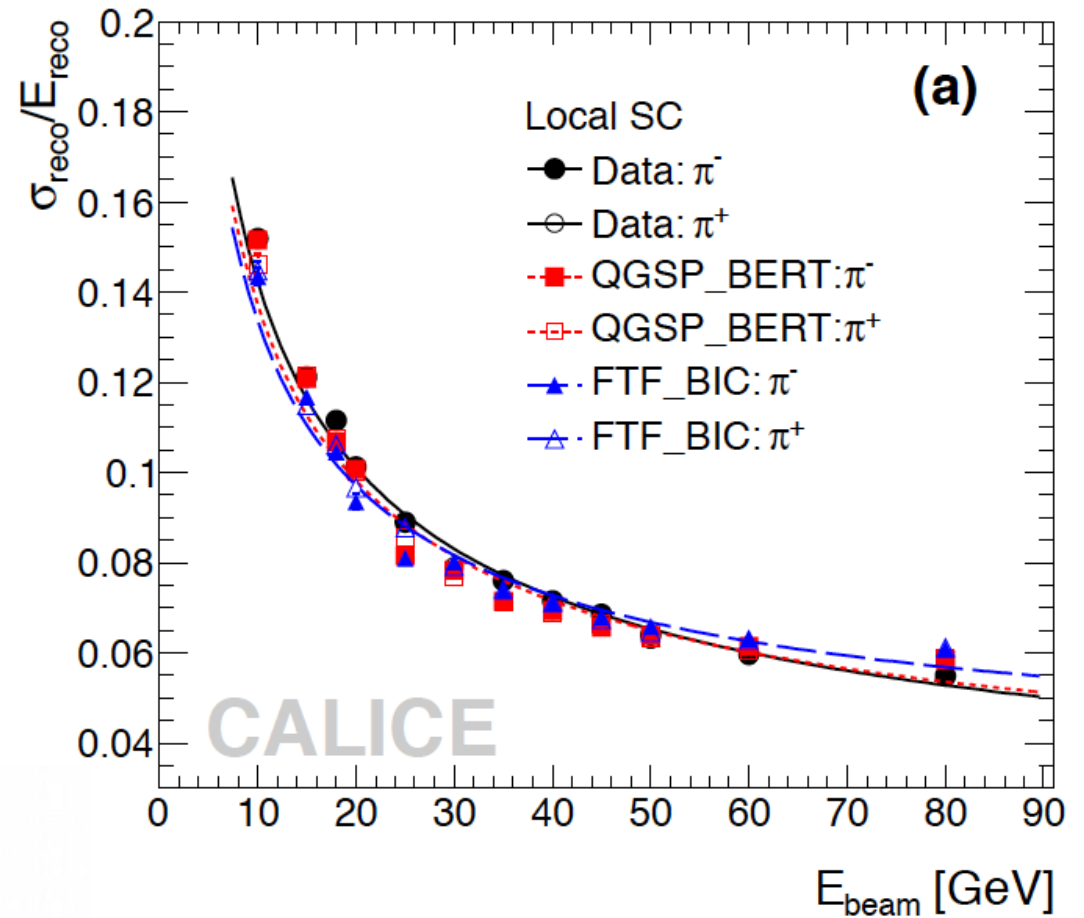 σreco/Ereco
0.2
0.18
0.16
0.14
0.12
0.1
0.08
0.06
0.04
(a)
Local SC
Data: π-
Data: π+
QGSP_BERT:π-
QGSP_BERT:π+
FTF_BIC: π-
FTF_BIC: π+
CALICE
0 10 20 30 40 50 60 70 80 90
Ebeam [GeV]